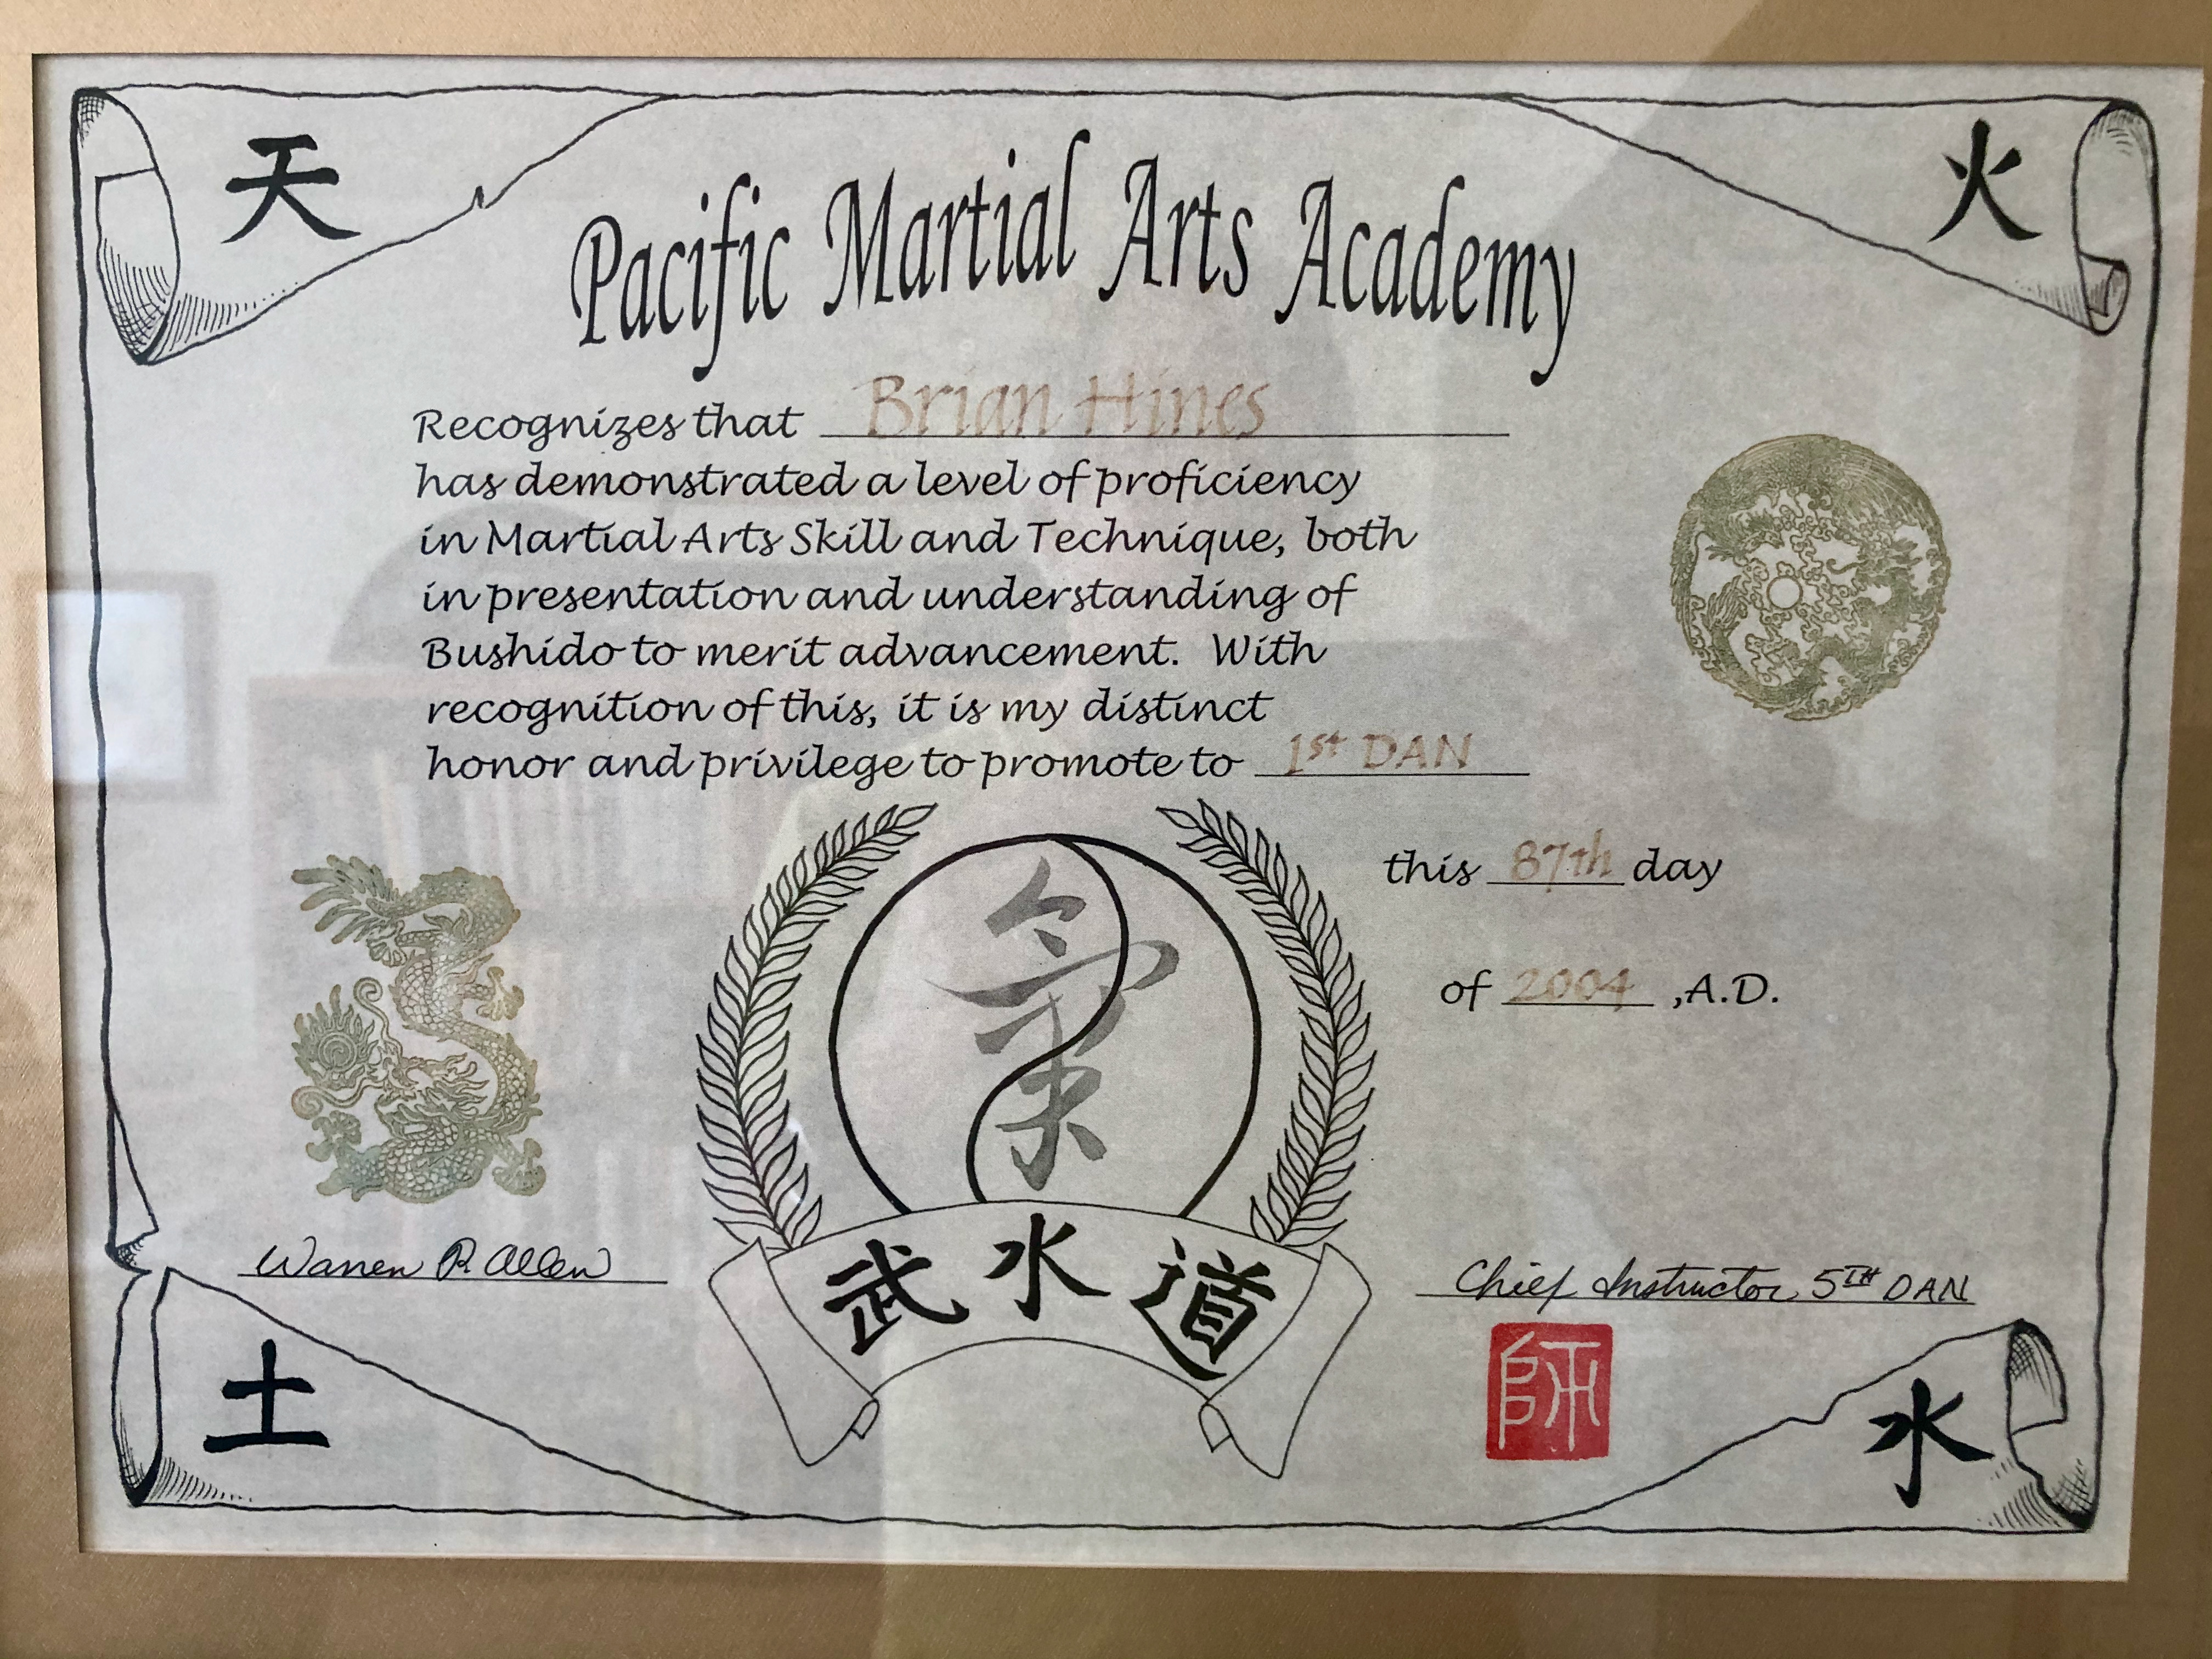 天
火
Pacific Martial Arts Academy
Recognizes that Brian Hines
has demonstrated a level of proficiency
in Martial Arts Skill and Technique, both
in presentation and understanding of
Bushido to merit advancement. With
recognition of this, it is my distinct
honor and privilege to promote to 1st DAN
this 87th day
of 2004 , A.D.
氣
武水道
Warren R. Allen
Chief Instructor 5TH DAN
師
土
水